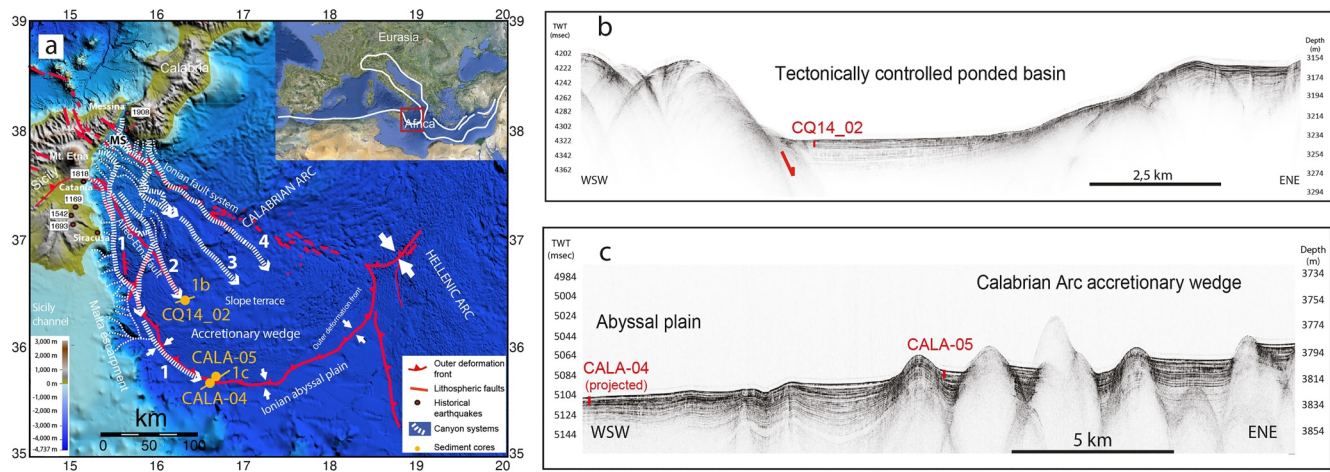 15 16 17 18 19 20
39
a
Eurasia
Africa
Calabria
Messina
1908
38
MS
Mt. Etna
Sicily
1818
Catania
1169
1542
1693
Siracusa
Ionian fault system
CALABRIAN ARC
37
1
2
3
4
HELLENIC ARC
1b
CQ14_02
Slope terrace
Sicily
channel
Malta escarpment
Accretionary wedge
Outer deformation front
36
CALA-05
1
1c
CALA-04
Ionian abyssal plain
3,000 m
2,000 m
1,000 m
0 m
-1,000 m
-2,000 m
-3,000 m
-4,000 m
-4,737 m
km
0 50 100
Outer deformation
front
Lithospheric faults
Historical
earthquakes
Canyon systems
Sediment cores
35
15 16 17 18 19 20
39
38
37
36
35
b
TWT
(msec)
4202
4222
4242
4262
4282
4302
4322
4342
4362
Tectonically controlled ponded basin
CQ14_02
WSW
2,5 km
ENE
Depth
(m)
3154
3174
3194
3214
3234
3254
3274
3294
c
TWT
(msec)
4984
5004
5024
5044
5064
5084
5104
5124
5144
Calabrian Arc accretionary wedge
Abyssal plain
CALA-05
CALA-04
(projected)
WSW
5 km
ENE
Depth
(m)
3734
3754
3774
3794
3814
3834
3854